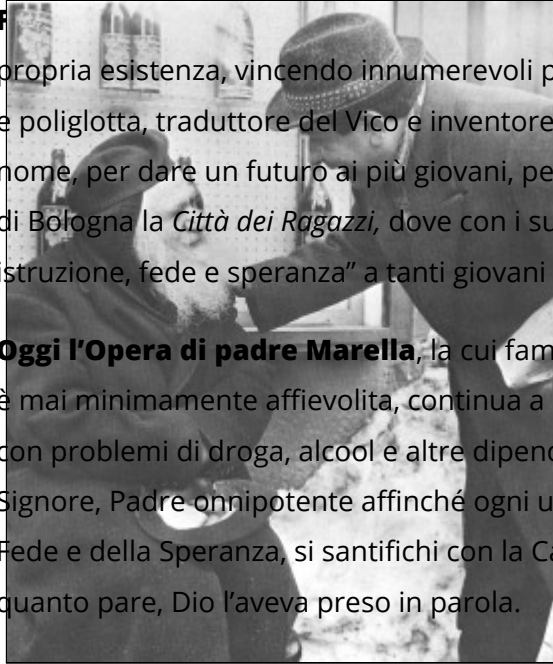 propria esistenza, vincendo innumerevoli p
e poliglotta, traduttore del Vico e inventore
nome, per dare un futuro ai più giovani, pe
di Bologna la Città dei Ragazzi, dove con i su
istruzione, fede e speranza” a tanti giovani
Oggi l’Opera di padre Marella, la cui fam
è mai minimamente affievolita, continua a
con problemi di droga, alcool e altre dipend
Signore, Padre onnipotente affinché ogni u
Fede e della Speranza, si santifichi con la Ca
quanto pare, Dio l’aveva preso in parola.